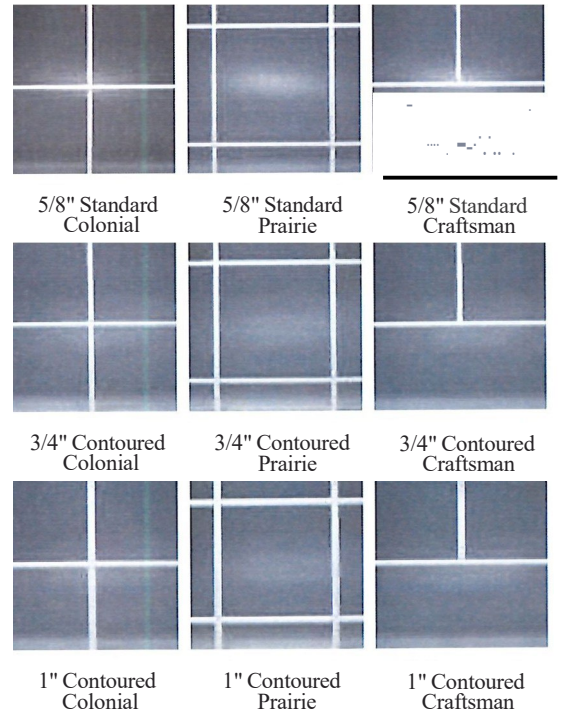 5/8" Standard
Colonial
5/8" Standard
Prairie
5/8" Standard
Craftsman
3/4" Contoured
Colonial
3/4" Contoured
Prairie
3/4" Contoured
Craftsman
1" Contoured
Colonial
1" Contoured
Prairie
1" Contoured
Craftsman